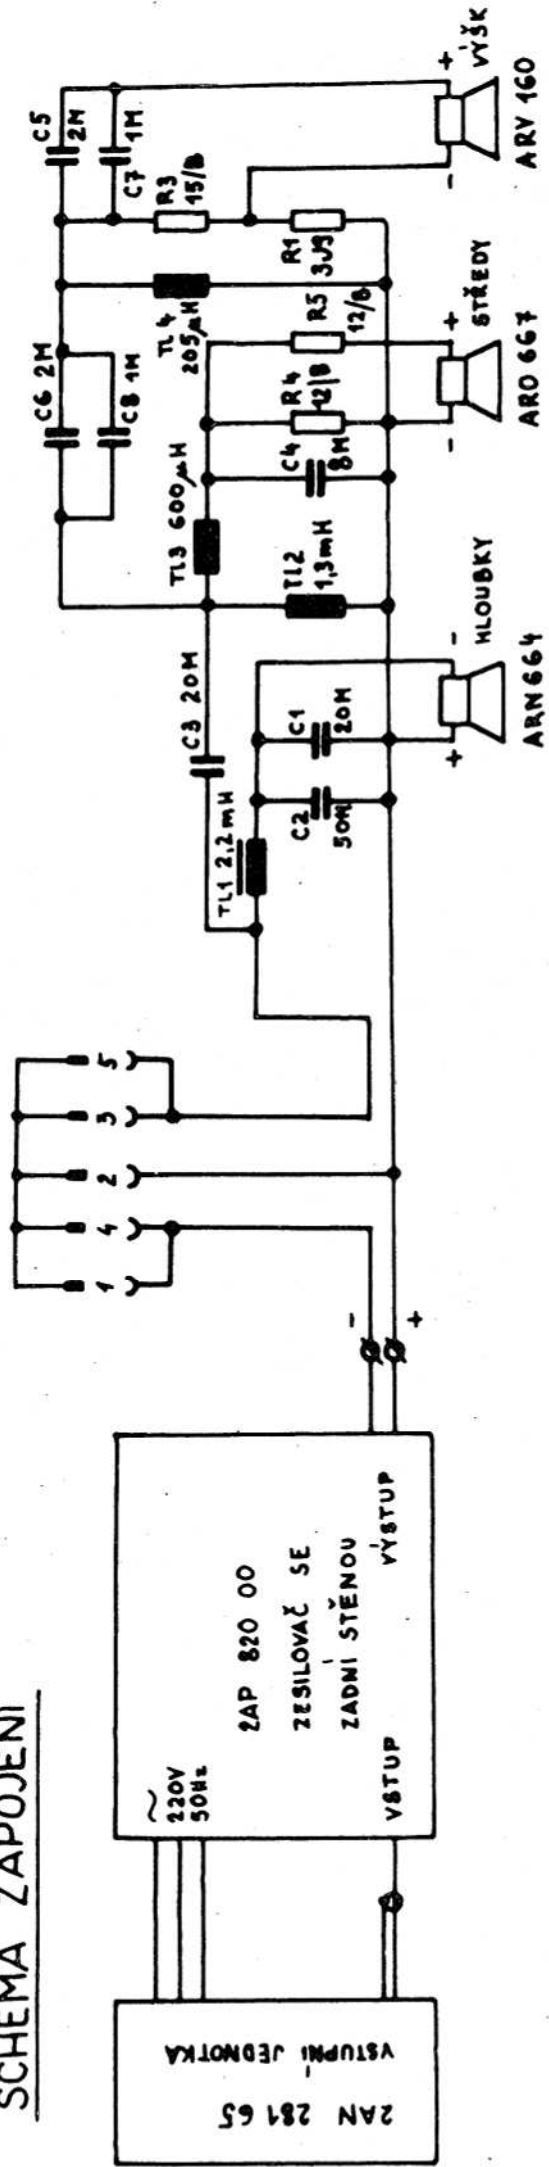 SCHEMA ZAPOJENÍ
2AN 281 65
VSTUPNÍ JEDNOTKA
~
220V
50Hz
2AP 820 00
ZESILOVAČ SE
ZADNÍ STĚNOU
VSTUP
VÝSTUP
-
+
1
4
2
3
5
TL1 2,2mH
C3 20M
C2
50M
C1
20M
+
-
ARN 664
HLOUBKY
TL2
1,3mH
TL3 600µH
C4
8M
R4
12/B
R5
12/B
-
+
ARO 667
STŘEDY
C6 2M
C8 1M
TL4
205µH
C5
2M
C7
1M
R3
15/B
R1
3J9
-
+
ARV 160
VÝŠK